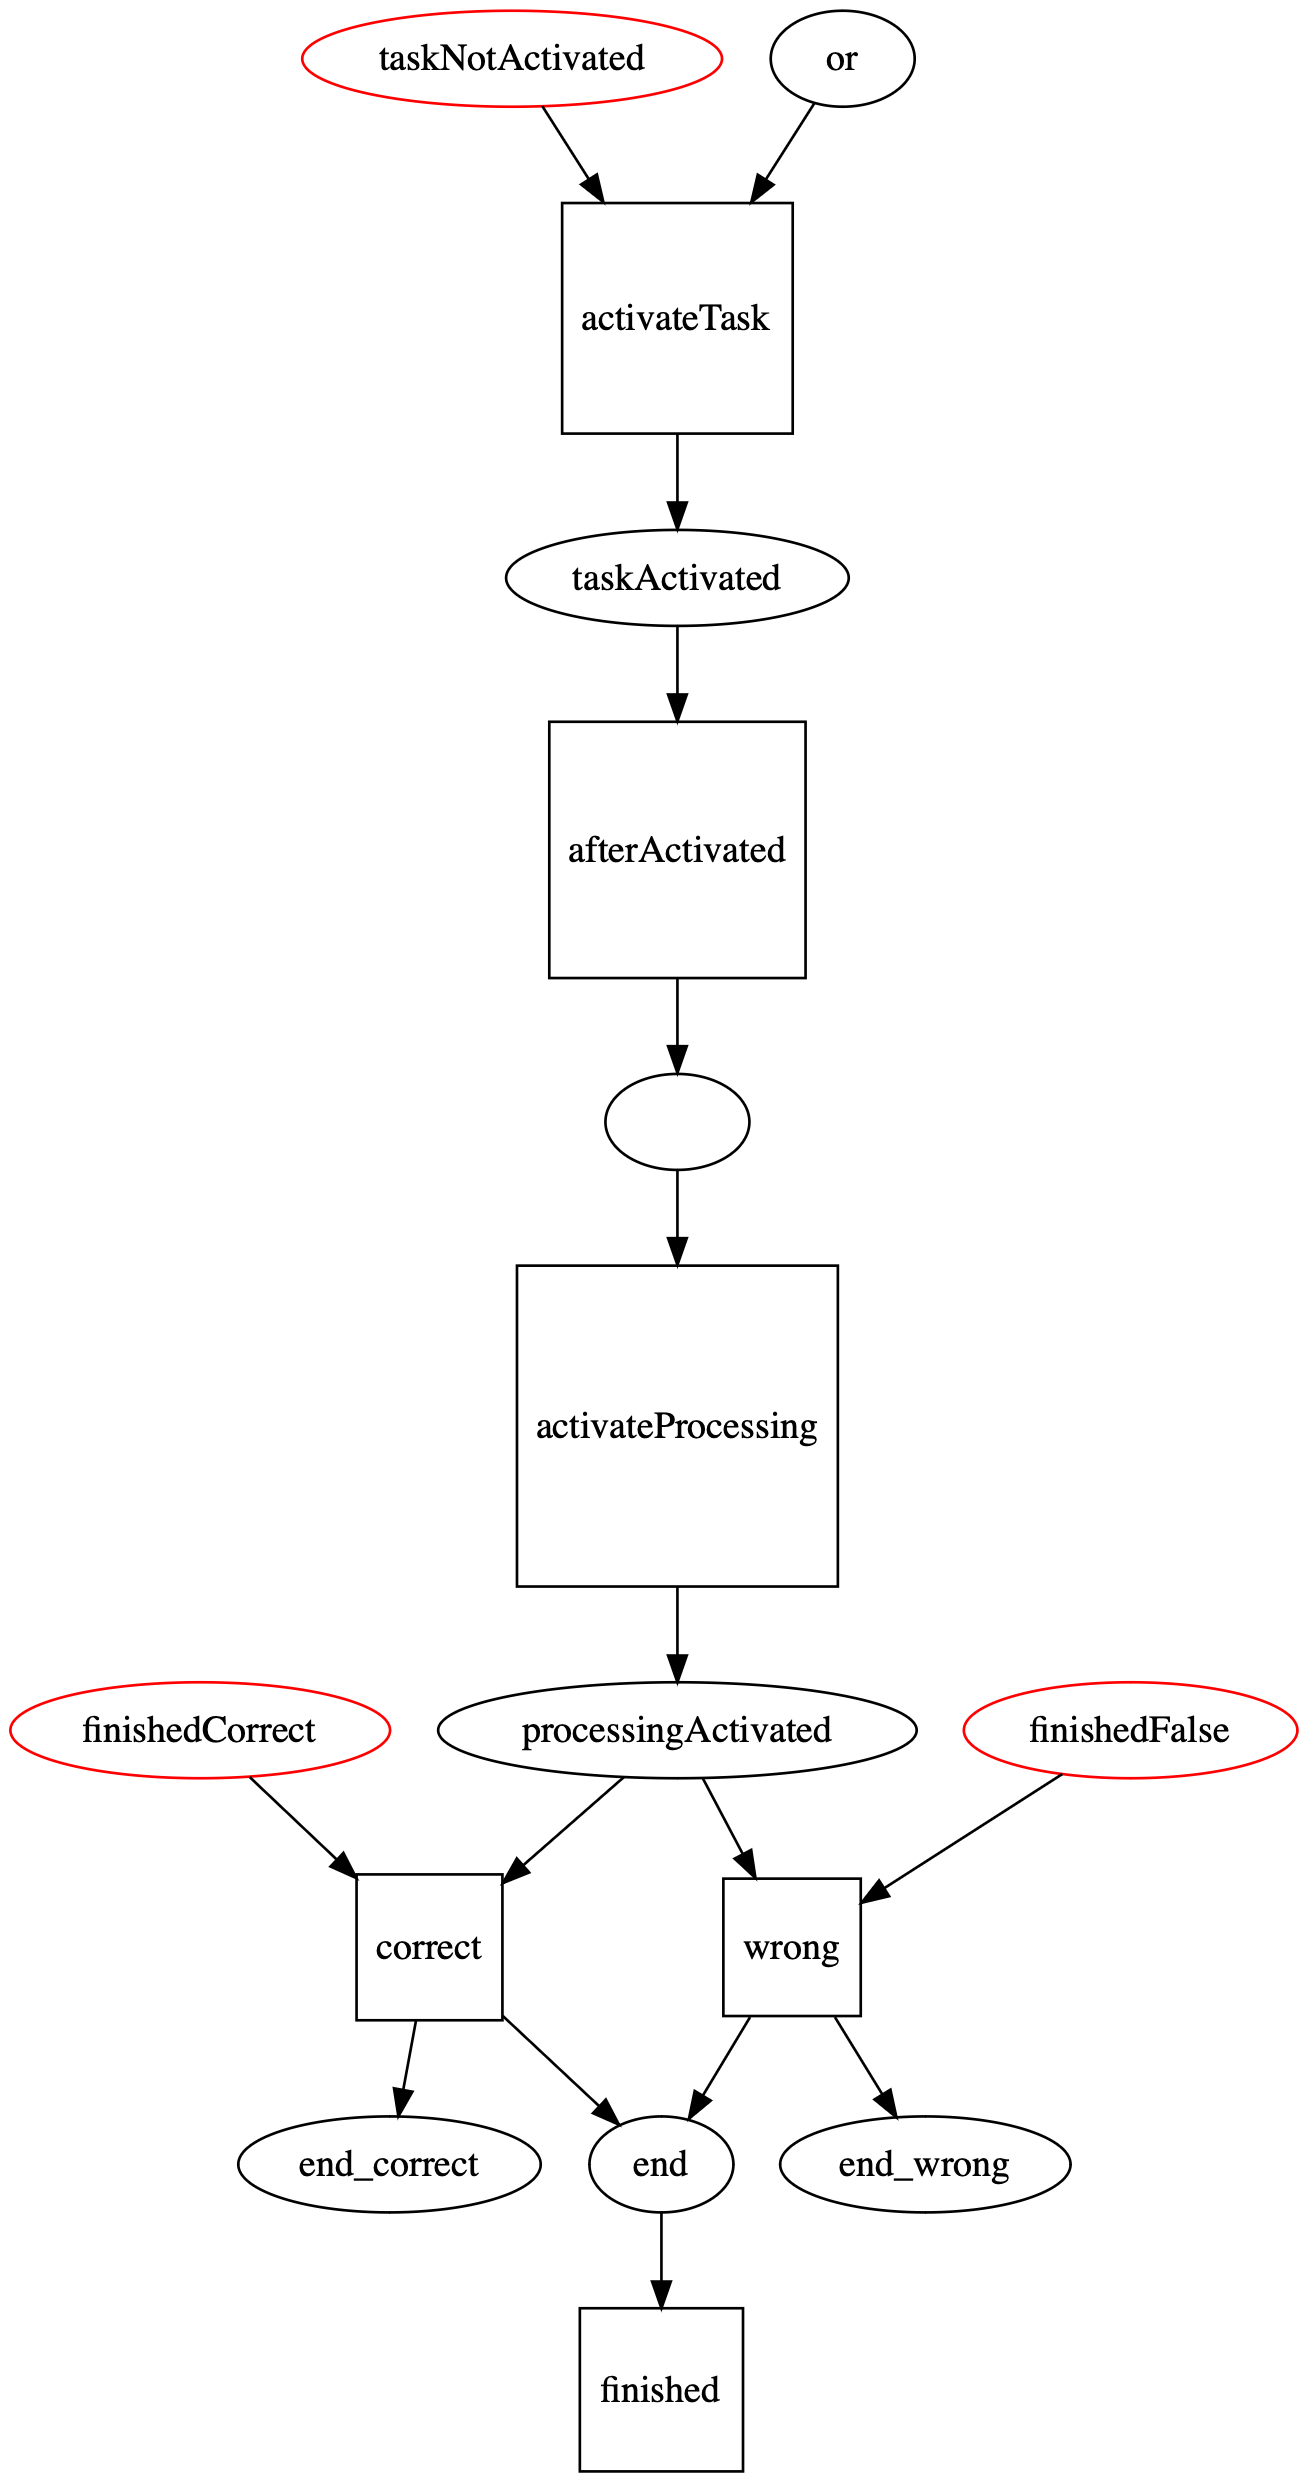 taskNotActivated
or
activateTask
taskActivated
afterActivated
activateProcessing
finishedCorrect
processingActivated
finishedFalse
correct
wrong
end_correct
end
end_wrong
finished